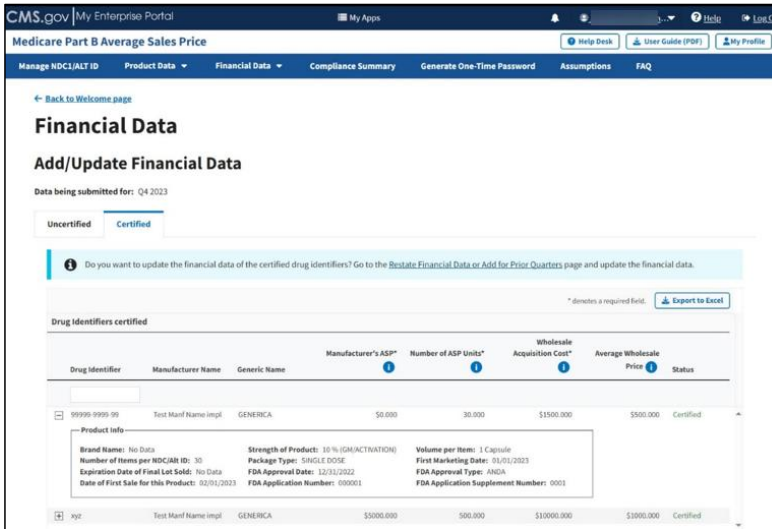 CMS.gov My Enterprise Portal
My Apps
Help
Log
Medicare Part B Average Sales Price
Help Desk
User Guide (PDF)
My Profile
Manage NDC1/ALT ID Product Data Financial Data Compliance Summary Generate One-Time Password Assumptions FAQ
← Back to Welcome page
Financial Data
Add/Update Financial Data
Data being submitted for: Q4 2023
Uncertified Certified
Do you want to update the financial data of the certified drug identifiers? Go to the Restate Financial Data or Add for Prior Quarters page and update the financial data.
* denotes a required field. Export to Excel
Drug Identifiers certified
Drug Identifier Manufacturer Name Generic Name Manufacturer's ASP* Number of ASP Units* Wholesale Acquisition Cost* Average Wholesale Price Status
99999-9999-99 Test Manf Name impl GENERICA $0.000 30.000 $1500.000 $500.000 Certified
Product Info
Brand Name: No Data Strength of Product: 10 % (GM/ACTIVATION) Volume per Item: 1 Capsule
Number of Items per NDC/Alt ID: 30 Package Type: SINGLE DOSE First Marketing Date: 01/01/2023
Expiration Date of Final Lot Sold: No Data FDA Approval Date: 12/31/2022 FDA Approval Type: ANDA
Date of First Sale for this Product: 02/01/2023 FDA Application Number: 000001 FDA Application Supplement Number: 0001
xyz Test Manf Name impl GENERICA $5000.000 500.000 $10000.000 $1000.000 Certified